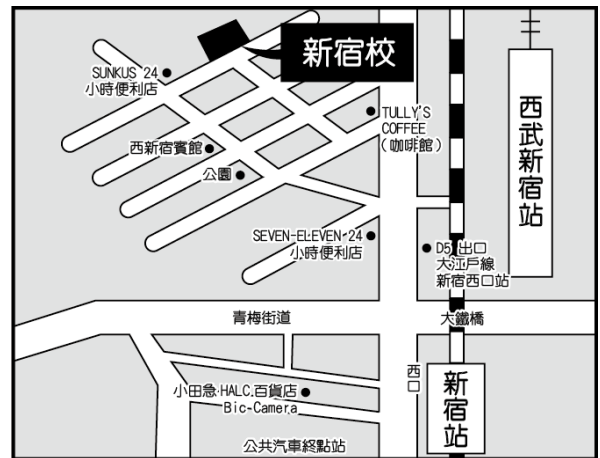 新宿校
SUNKUS 24
小時便利店
TULLY'S
COFFEE
(咖啡館)
西武新宿站
西新宿賓館
公園
SEVEN-ELEVEN 24
小時便利店
D5 出口
大江戶線
新宿西口站
青梅街道
大鐵橋
西口
新宿站
小田急 HALC 百貨店
Bic-Camera
公共汽車終點站